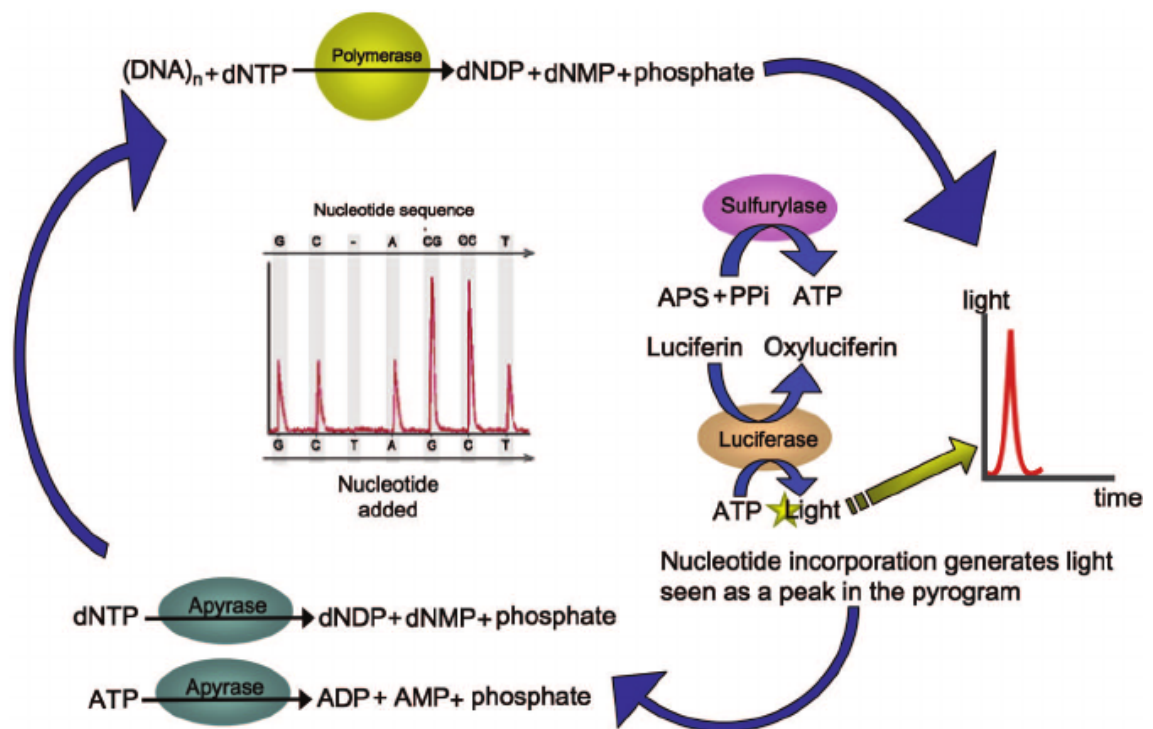 Polymerase
(DNA)n+dNTP dNDP+dNMP+phosphate
Nucleotide sequence
G C - A CG GC T
G C T A G C T
Nucleotide
added
Sulfurylase
APS+PPi ATP
Luciferin Oxyluciferin
Luciferase
ATP Light
light
time
Nucleotide incorporation generates light
seen as a peak in the pyrogram
dNTP Apyrase dNDP+dNMP+phosphate
ATP Apyrase ADP+AMP+phosphate